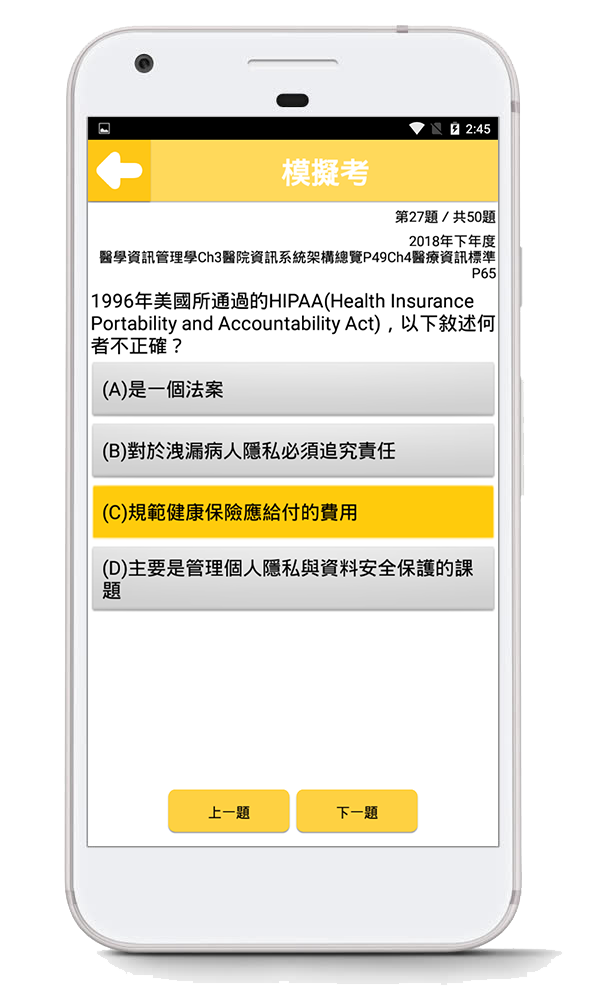 2:45
模擬考
第27題 / 共50題
2018年下年度
醫學資訊管理學Ch3醫院資訊系統架構總覽P49Ch4醫療資訊標準
P65
1996年美國所通過的HIPAA(Health Insurance
Portability and Accountability Act)，以下敘述何
者不正確？
(A)是一個法案
(B)對於洩漏病人隱私必須追究責任
(C)規範健康保險應給付的費用
(D)主要是管理個人隱私與資料安全保護的課
題
上一題
下一題